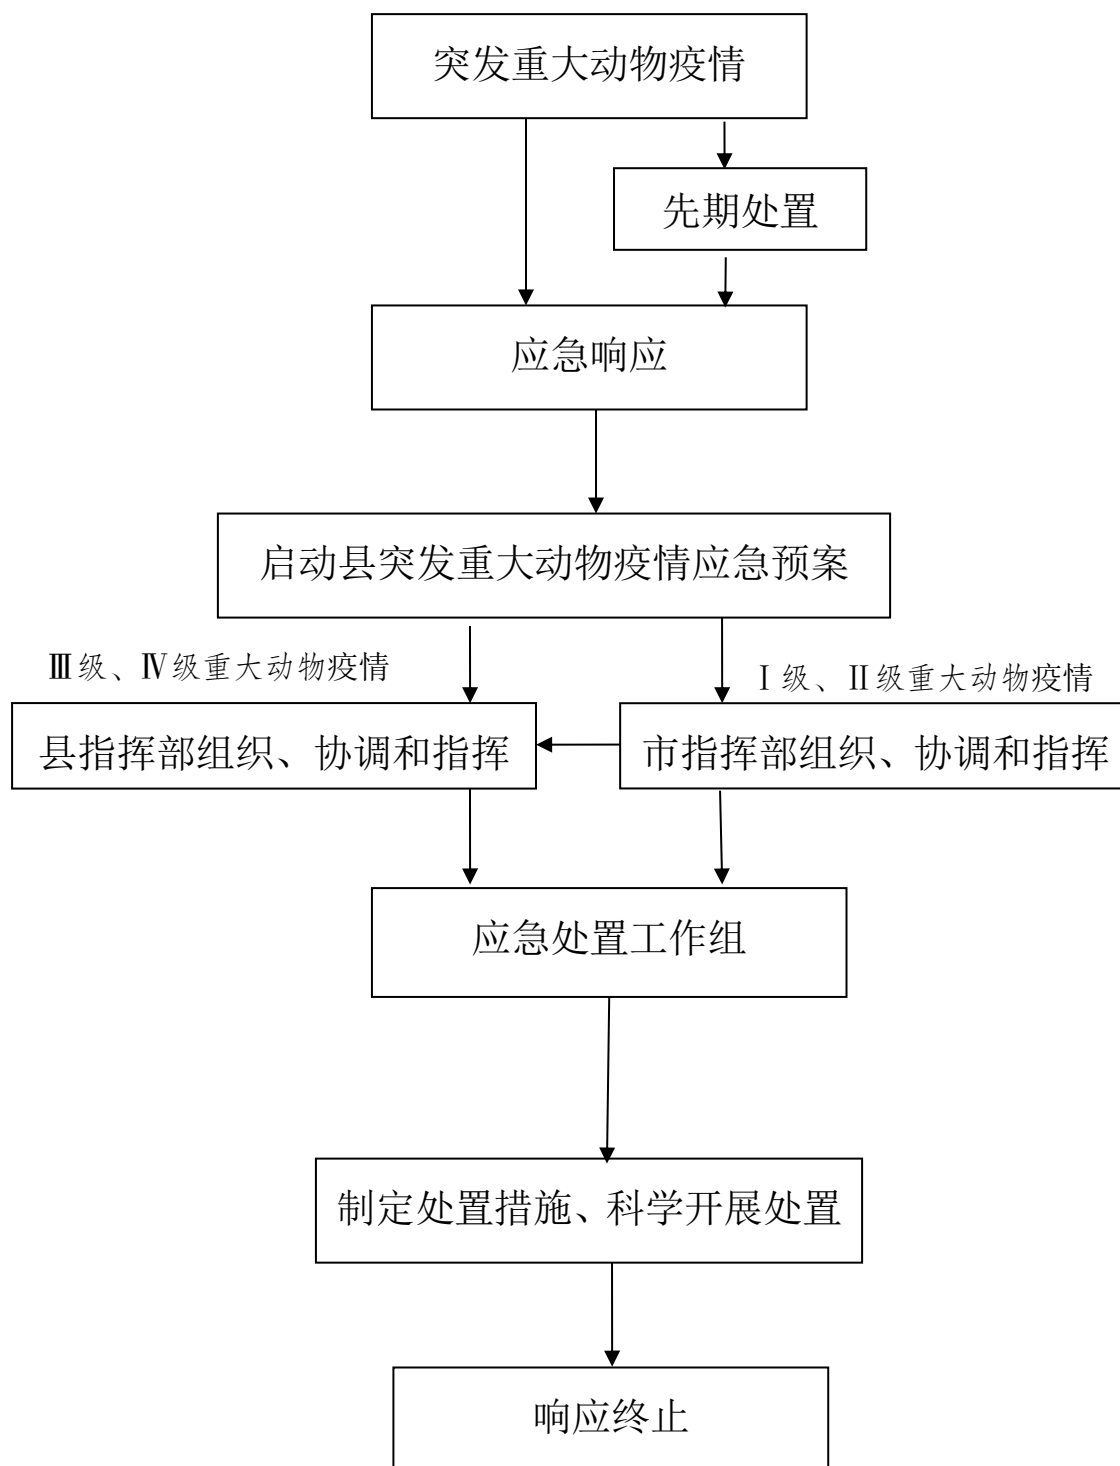 突发重大动物疫情
先期处置
应急响应
启动县突发重大动物疫情应急预案
Ⅲ级、Ⅳ级重大动物疫情
Ⅰ级、Ⅱ级重大动物疫情
县指挥部组织、协调和指挥
市指挥部组织、协调和指挥
应急处置工作组
制定处置措施、科学开展处置
响应终止